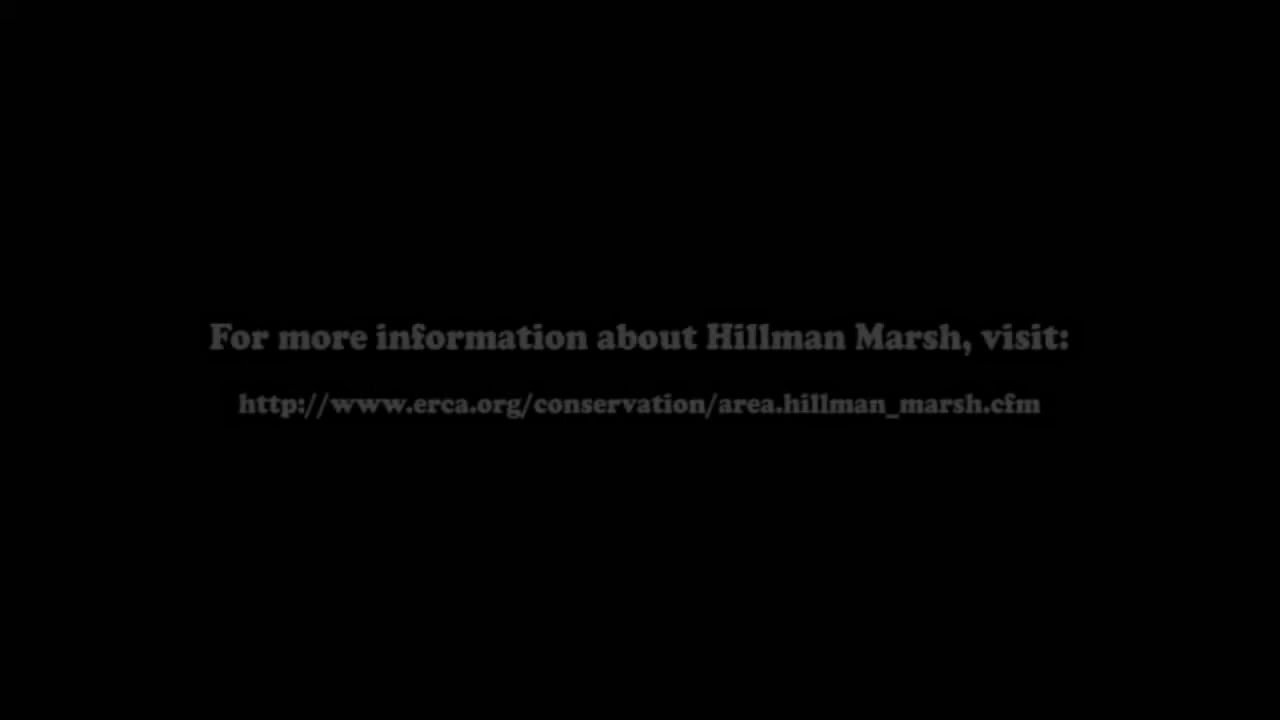 For more information about Hillman Marsh, visit:
http://www.erca.org/conservation/area.hillman_marsh.cfm